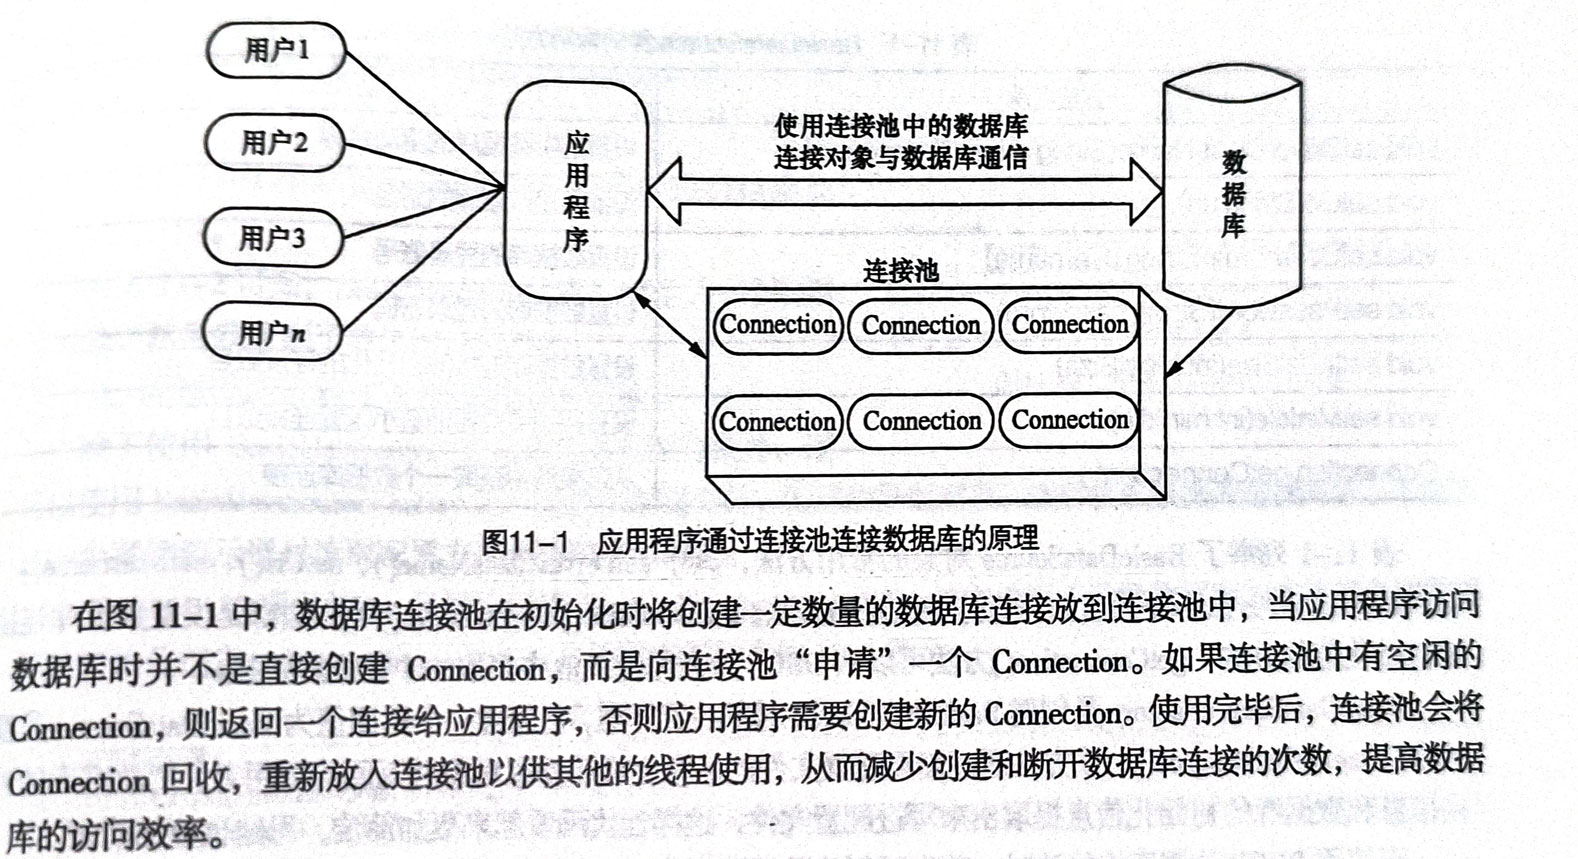 用户1
用户2
用户3
用户n
应用程序
使用连接池中的数据库
连接对象与数据库通信
数据库
连接池
Connection Connection Connection
Connection Connection Connection
图11-1 应用程序通过连接池连接数据库的原理
在图 11-1 中，数据库连接池在初始化时将创建一定数量的数据库连接放到连接池中，当应用程序访问
数据库时并不是直接创建 Connection，而是向连接池“申请”一个 Connection。如果连接池中有空闲的
Connection，则返回一个连接给应用程序，否则应用程序需要创建新的 Connection。使用完毕后，连接池会将
Connection 回收，重新放入连接池以供其他的线程使用，从而减少创建和断开数据库连接的次数，提高数据
库的访问效率。